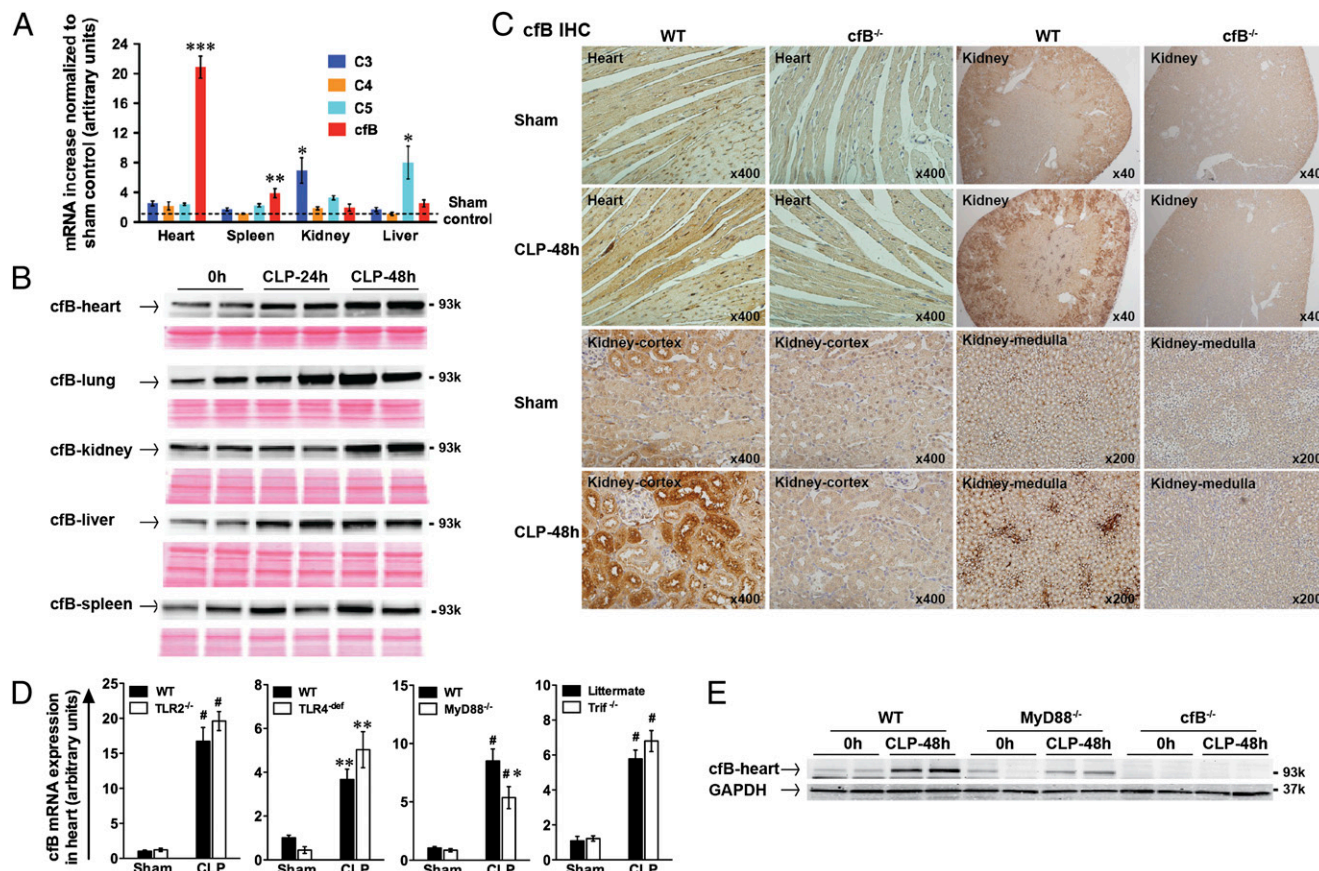 A
mRNA increase normalized to
sham control (aribtrary units)
24
20
16
12
8
4
2
0
***
**
*
*
C3
C4
C5
cfB
Sham
control
Heart Spleen Kidney Liver
B
0h CLP-24h CLP-48h
cfB-heart → - 93k
cfB-lung → - 93k
cfB-kidney → - 93k
cfB-liver → - 93k
cfB-spleen → - 93k
C
cfB IHC
WT cfB-/- WT cfB-/-
Sham
Heart Heart Kidney Kidney
x400 x400 x40 x40
CLP-48h
x400 x400 x40 x40
Heart Heart Kidney Kidney
Sham
Kidney-cortex Kidney-cortex Kidney-medulla Kidney-medulla
x400 x400 x200 x200
CLP-48h
Kidney-cortex Kidney-cortex Kidney-medulla Kidney-medulla
x400 x400 x200 x200
D
cfB mRNA expression
in heart (arbitrary units)
25
20
15
10
5
0
WT
TLR2-/-
# #
Sham CLP
8
6
4
2
0
WT
TLR4-def
** **
Sham CLP
15
10
5
0
WT
MyD88-/-
# #*
Sham CLP
10
8
6
4
2
0
Littermate
Trif-/-
# #
Sham CLP
E
WT MyD88-/- cfB-/-
0h CLP-48h 0h CLP-48h 0h CLP-48h
cfB-heart → - 93k
GAPDH → - 37k